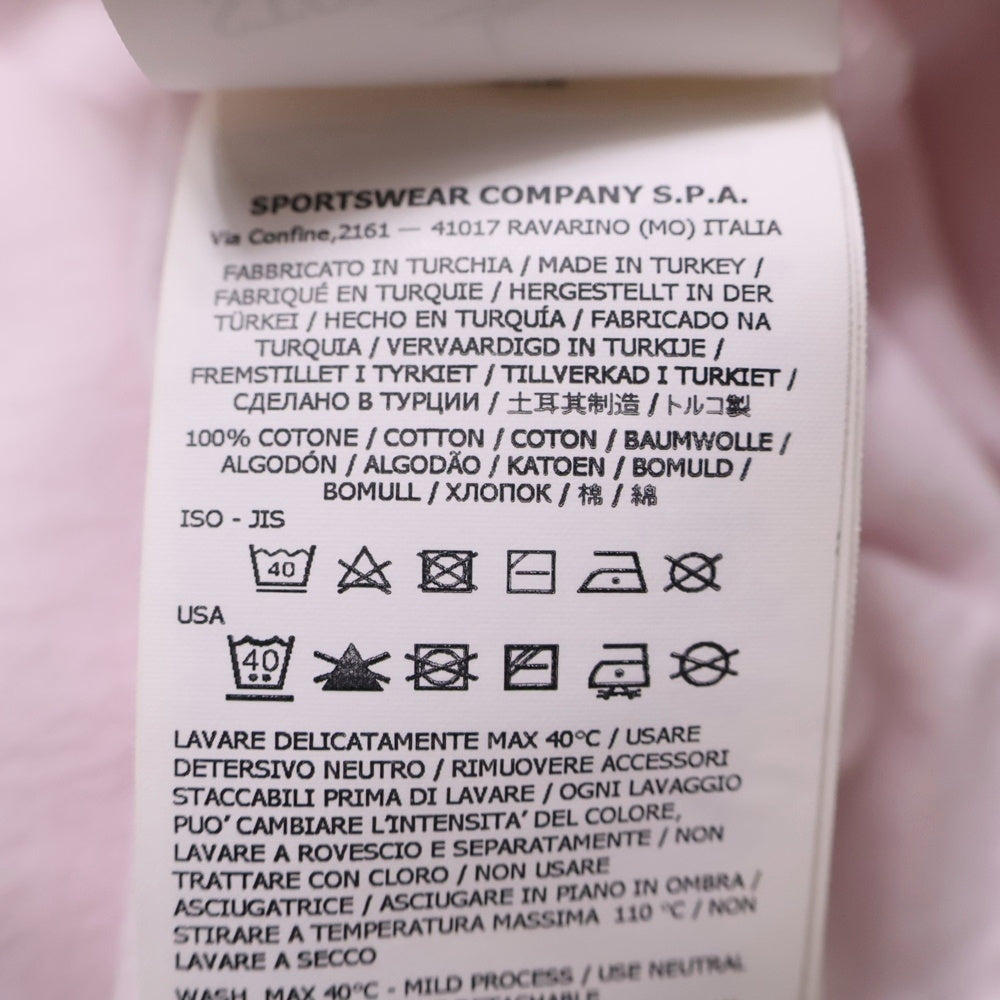 SPORTSWEAR COMPANY S.P.A.
Via Confine,2161 — 41017 RAVARINO (MO) ITALIA
FABBRICATO IN TURCHIA / MADE IN TURKEY /
FABRIQUÉ EN TURQUIE / HERGESTELLT IN DER
TÜRKEI / HECHO EN TURQUÍA / FABRICADO NA
TURQUIA / VERVAARDIGD IN TURKIJE /
FREMSTILLET I TYRKIET / TILLVERKAD I TURKIET /
СДЕЛАНО В ТУРЦИИ / 土耳其制造 / トルコ製
100% COTONE / COTTON / COTON / BAUMWOLLE /
ALGODÓN / ALGODÃO / KATOEN / BOMULD /
BOMULL / ХЛОПОК / 棉 / 綿
ISO - JIS
40
USA
40
LAVARE DELICATAMENTE MAX 40°C / USARE
DETERSIVO NEUTRO / RIMUOVERE ACCESSORI
STACCABILI PRIMA DI LAVARE / OGNI LAVAGGIO
PUO' CAMBIARE L'INTENSITA' DEL COLORE,
LAVARE A ROVESCIO E SEPARATAMENTE / NON
TRATTARE CON CLORO / NON USARE
ASCIUGATRICE / ASCIUGARE IN PIANO IN OMBRA /
STIRARE A TEMPERATURA MASSIMA 110 °C / NON
LAVARE A SECCO
WASH MAX 40°C - MILD PROCESS / USE NEUTRAL